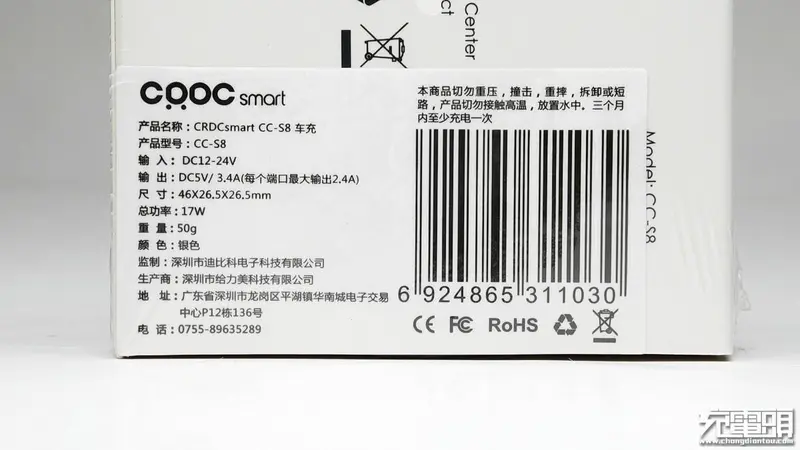 Center
ct
CQOC smart
产品名称：CRDCsmart CC-S8 车充
产品型号：CC-S8
输 入：DC12-24V
输 出：DC5V/ 3.4A(每个端口最大输出2.4A)
尺 寸：46X26.5X26.5mm
总功率：17W
重 量：50g
颜 色：银色
监制：深圳市迪比科电子科技有限公司
生产商：深圳市给力美科技有限公司
地 址：广东省深圳市龙岗区平湖镇华南城电子交易
中心P12栋136号
电 话：0755-89635289
本商品切勿重压，撞击，重摔，拆卸或短
路，产品切勿接触高温，放置水中。三个月
内至少充电一次
6 924865 311030
CE FC RoHS
Model: CC-S8
充電明
www.chongdiantou.com